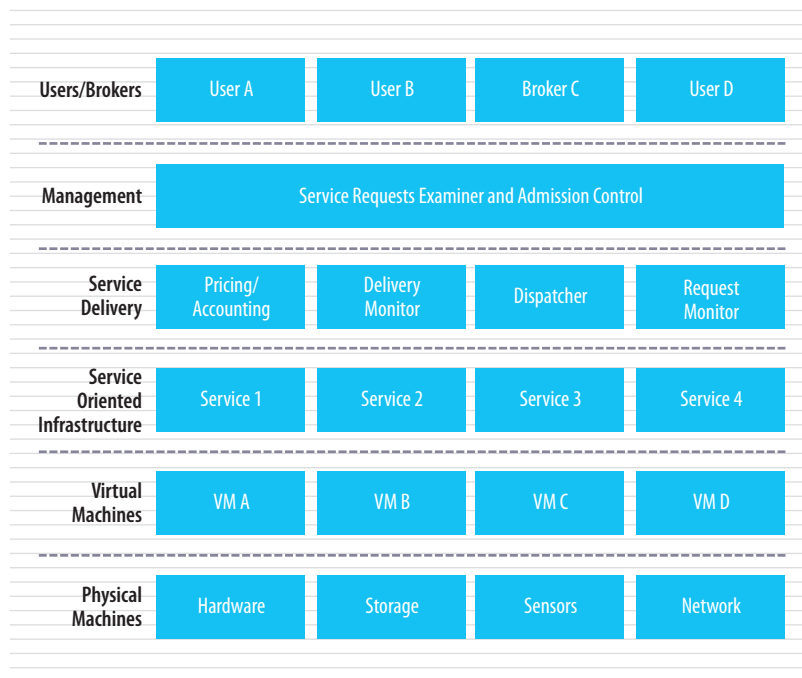 Users/Brokers
User A
User B
Broker C
User D
Management
Service Requests Examiner and Admission Control
Service
Delivery
Pricing/
Accounting
Delivery
Monitor
Dispatcher
Request
Monitor
Service
Oriented
Infrastructure
Service 1
Service 2
Service 3
Service 4
Virtual
Machines
VM A
VM B
VM C
VM D
Physical
Machines
Hardware
Storage
Sensors
Network